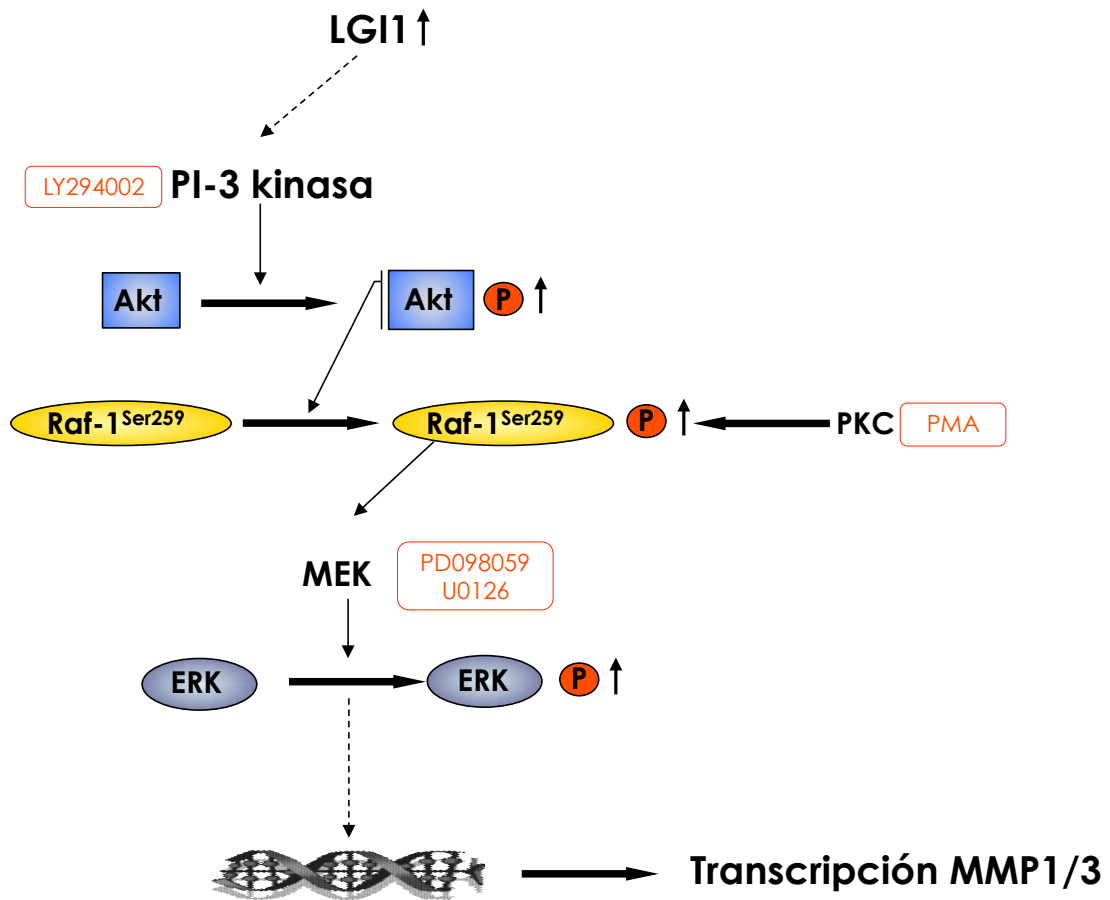 LGI1
LY294002 PI-3 kinasa
Akt Akt P
Raf-1Ser259 Raf-1Ser259 P PKC PMA
MEK PD098059
U0126
ERK ERK P
Transcripción MMP1/3